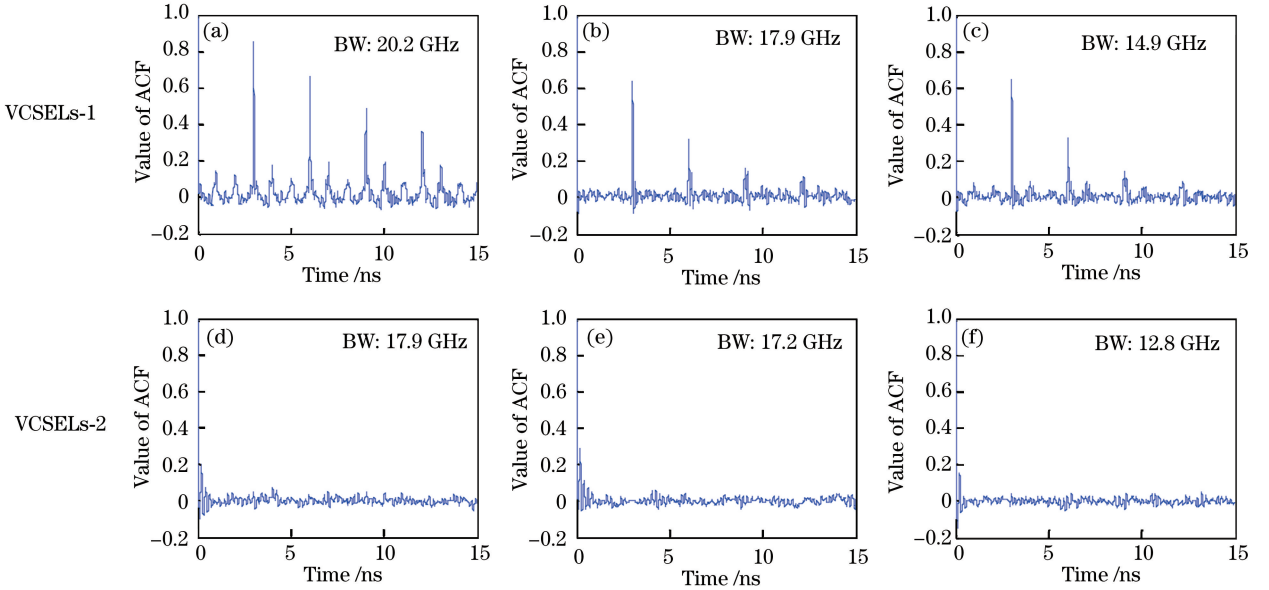 VCSELs-1
(a)
BW: 20.2 GHz
Value of ACF
1.0
0.8
0.6
0.4
0.2
0
−0.2
0 5 10 15
Time /ns
(b)
BW: 17.9 GHz
Value of ACF
1.0
0.8
0.6
0.4
0.2
0
−0.2
0 5 10 15
Time /ns
(c)
BW: 14.9 GHz
Value of ACF
1.0
0.8
0.6
0.4
0.2
0
−0.2
0 5 10 15
Time /ns
VCSELs-2
(d)
BW: 17.9 GHz
Value of ACF
1.0
0.8
0.6
0.4
0.2
0
−0.2
0 5 10 15
Time /ns
(e)
BW: 17.2 GHz
Value of ACF
1.0
0.8
0.6
0.4
0.2
0
−0.2
0 5 10 15
Time /ns
(f)
BW: 12.8 GHz
Value of ACF
1.0
0.8
0.6
0.4
0.2
0
−0.2
0 5 10 15
Time /ns